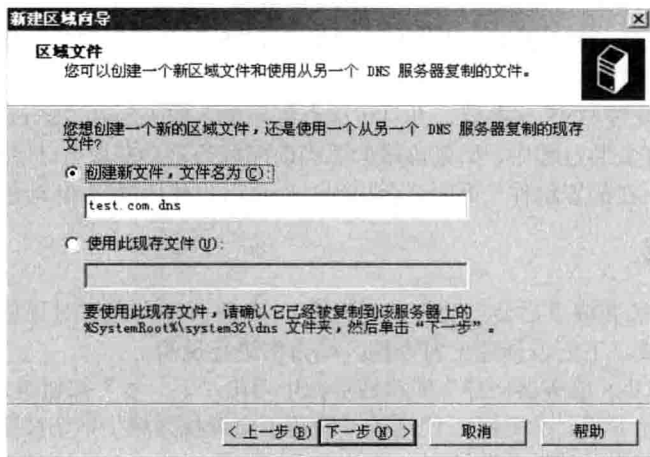 新建区域向导
区域文件
您可以创建一个新区域文件和使用从另一个 DNS 服务器复制的文件。
您想创建一个新的区域文件，还是使用一个从另一个 DNS 服务器复制的现存
文件?
创建新文件，文件名为(C):
test.com.dns
使用此现存文件(U):
要使用此现存文件，请确认它已经被复制到该服务器上的
%SystemRoot%\system32\dns 文件夹，然后单击“下一步”。
< 上一步(B) 下一步(N) > 取消 帮助